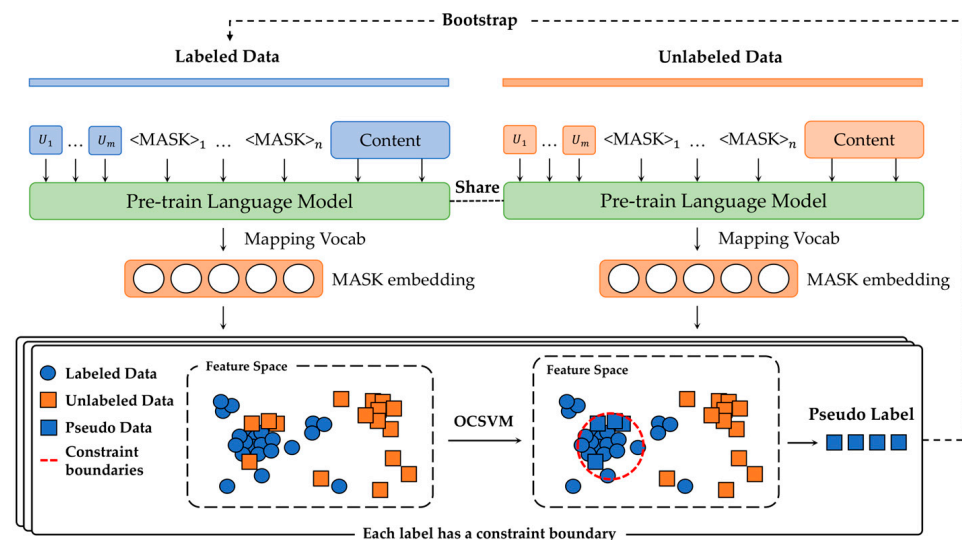 Bootstrap
Labeled Data
Unlabeled Data
U1 ... Um <MASK>1 ... <MASK>n Content
U1 ... Um <MASK>1 ... <MASK>n Content
Pre-train Language Model
Share
Pre-train Language Model
Mapping Vocab
Mapping Vocab
MASK embedding
MASK embedding
Labeled Data
Unlabeled Data
Pseudo Data
Constraint
boundaries
Feature Space
OCSVM
Feature Space
Pseudo Label
Each label has a constraint boundary